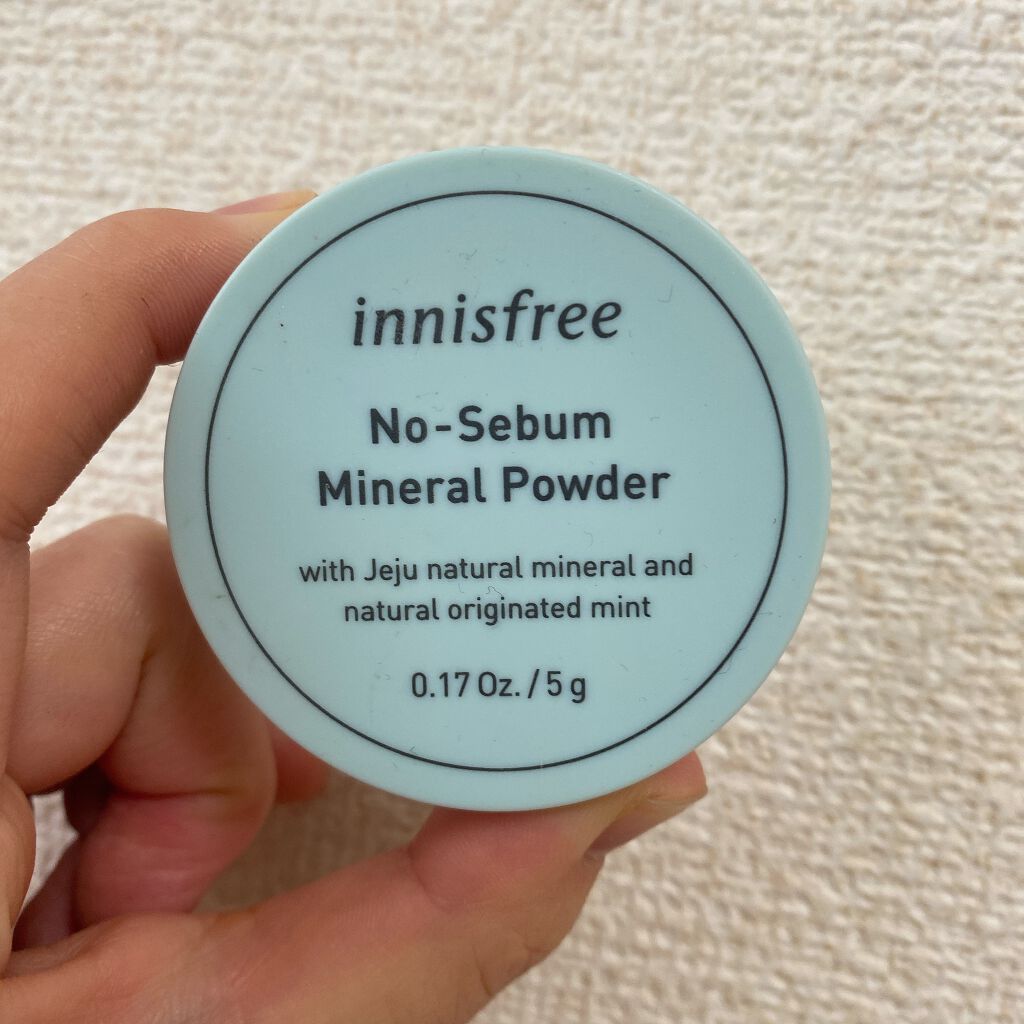 innisfree
No-Sebum
Mineral Powder
with Jeju natural mineral and
natural originated mint
0.17 Oz. / 5 g